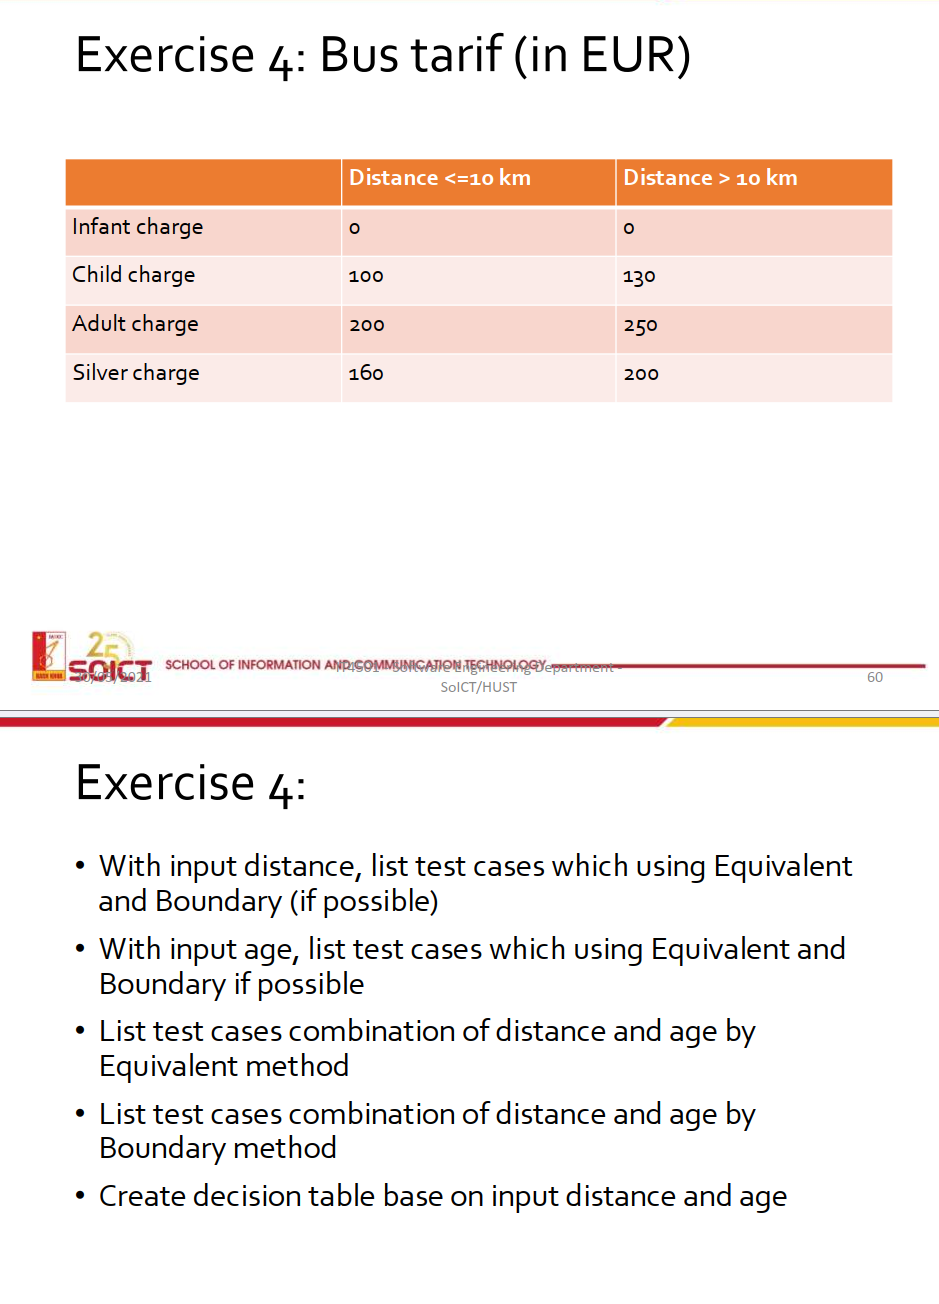 Exercise 4: Bus tarif (in EUR)
Distance <=10 km Distance > 10 km
Infant charge 0 0
Child charge 100 130
Adult charge 200 250
Silver charge 160 200
25
SOICT
SCHOOL OF INFORMATION AND COMMUNICATION TECHNOLOGY
IT4501 - Software Engineering Department -
SoICT/HUST
60
Exercise 4:
• With input distance, list test cases which using Equivalent
and Boundary (if possible)
• With input age, list test cases which using Equivalent and
Boundary if possible
• List test cases combination of distance and age by
Equivalent method
• List test cases combination of distance and age by
Boundary method
• Create decision table base on input distance and age